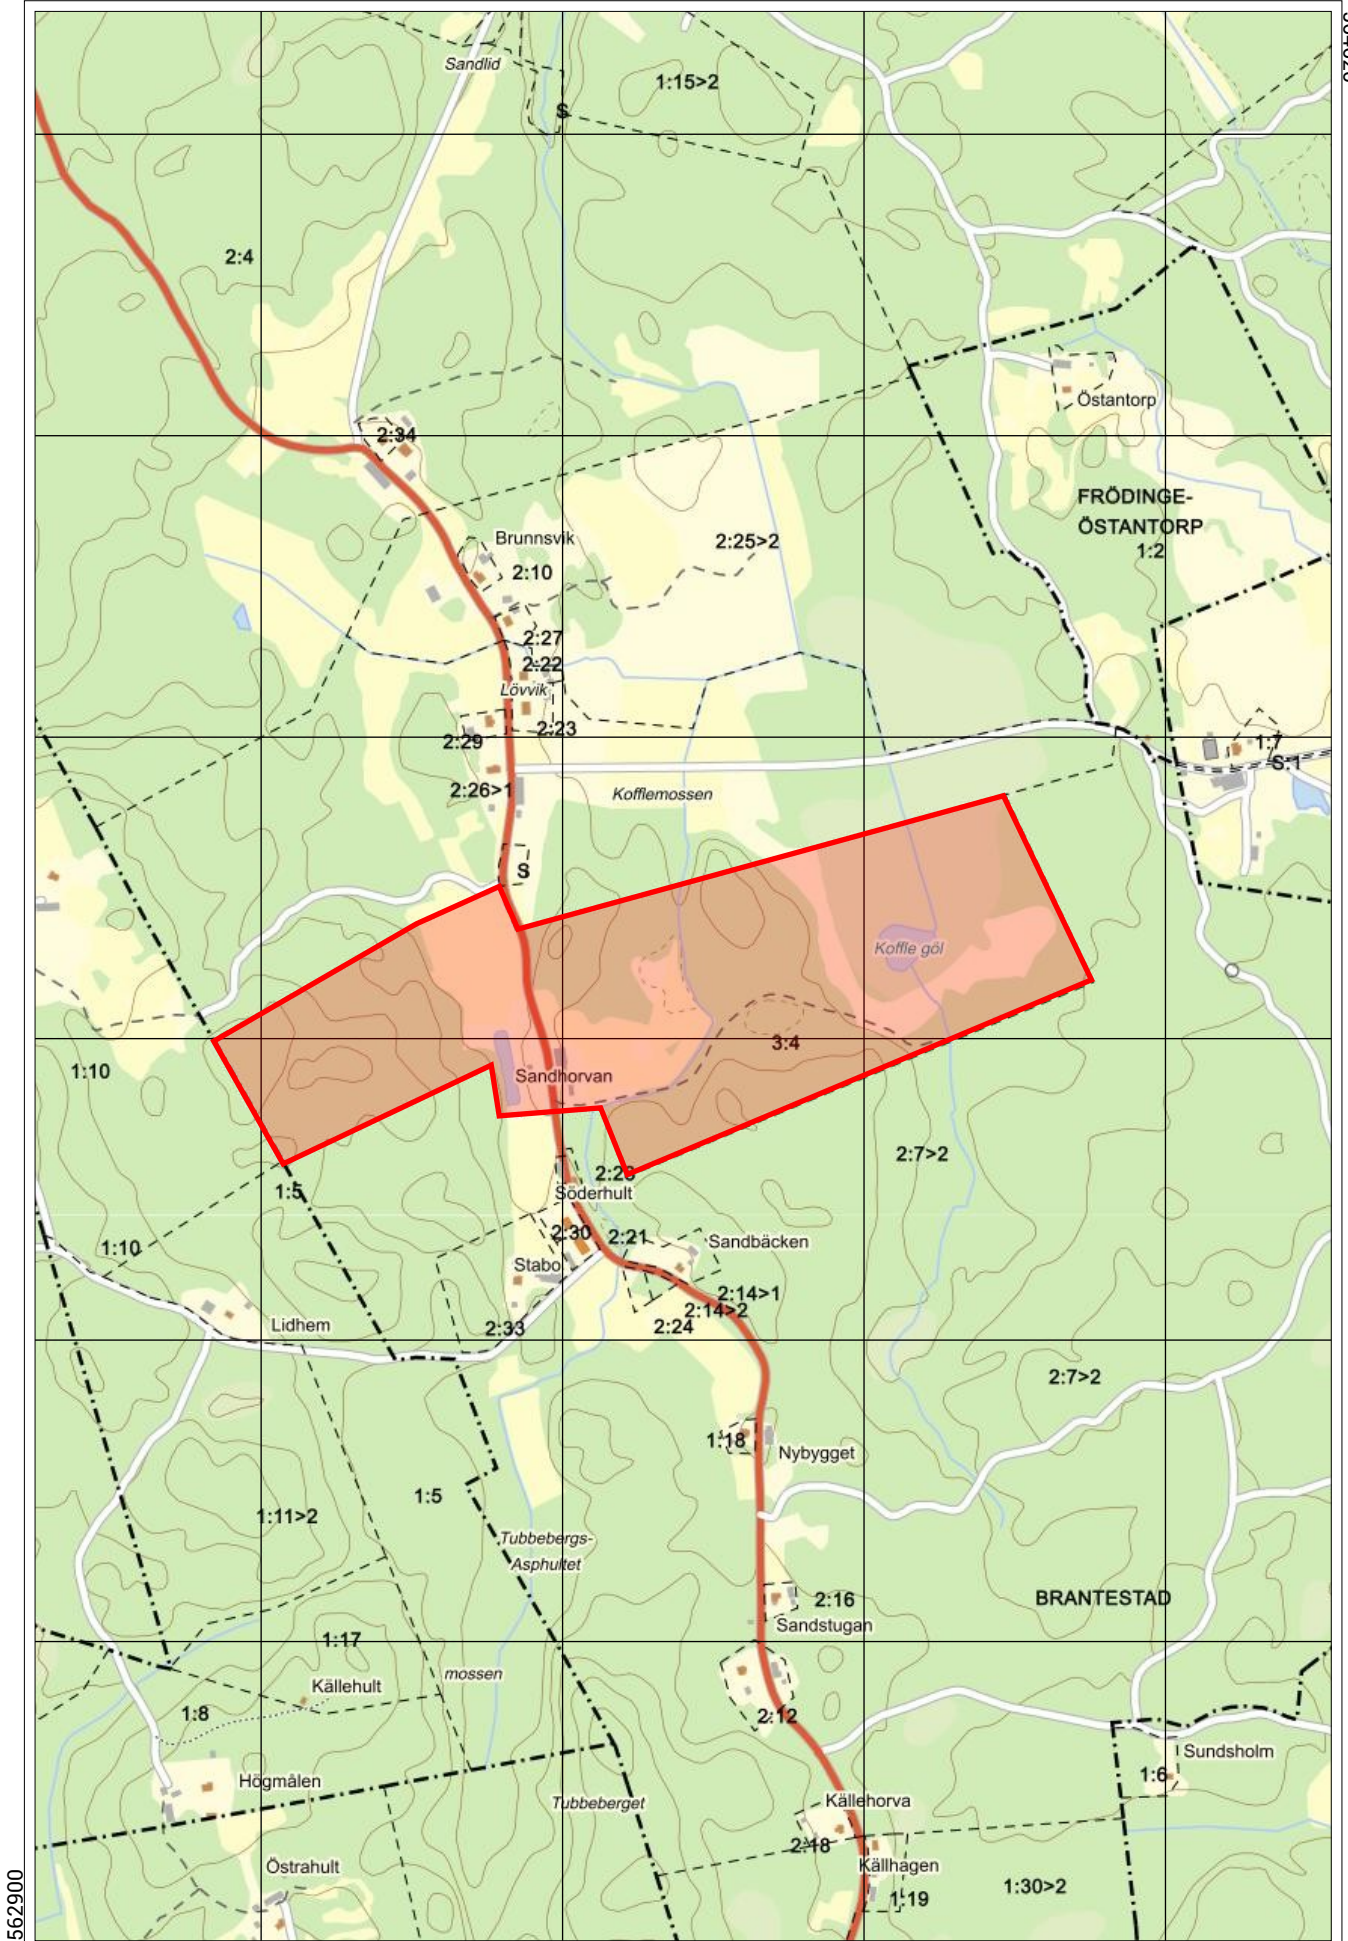 Sandlid
1:15>2
S
2:4
Östantorp
2:34
FRÖDINGE-
ÖSTANTORP
1:2
Brunnsvik
2:25>2
2:10
2:27
2:22
Lövvik
2:23
2:29
1:7
S:1
2:26>1
Kofflemossen
S
Koffle göl
3:4
1:10
Sandhorvan
2:7>2
2:28
1:5
Söderhult
2:30
2:21
1:10
Sandbäcken
Stabo
2:14>1
2:14>2
Lidhem
2:33
2:24
2:7>2
1:18
Nybygget
1:5
1:11>2
Tubbebergs-
Asphultet
2:16
BRANTESTAD
Sandstugan
1:17
mossen
Källehult
1:8
2:12
Sundsholm
1:6
Högmålen
Tubbeberget
Källehorva
2:18
Östrahult
Källhagen
1:30>2
1:19
562900